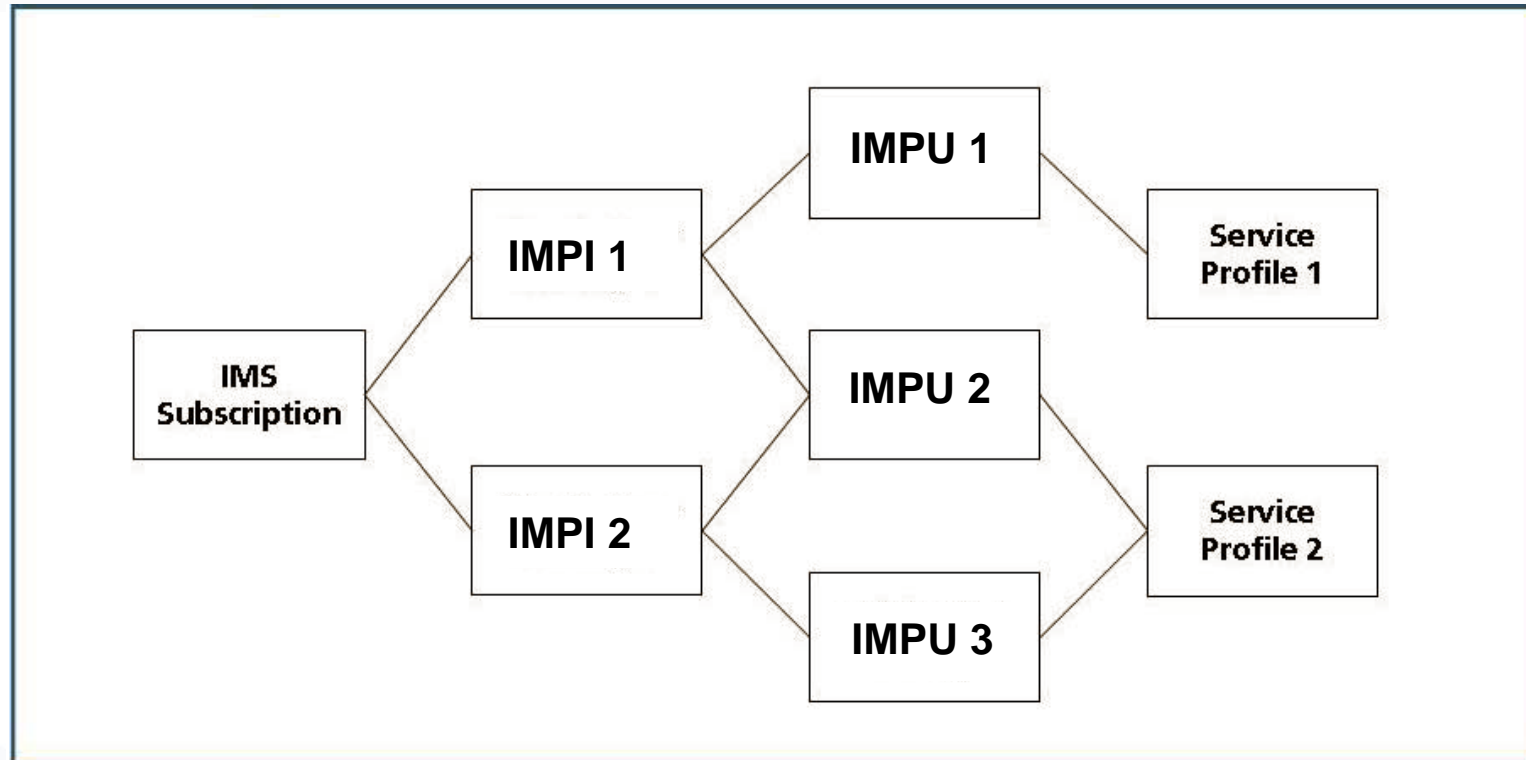 IMPU 1
IMPI 1
Service
Profile 1
IMS
Subscription
IMPU 2
IMPI 2
Service
Profile 2
IMPU 3